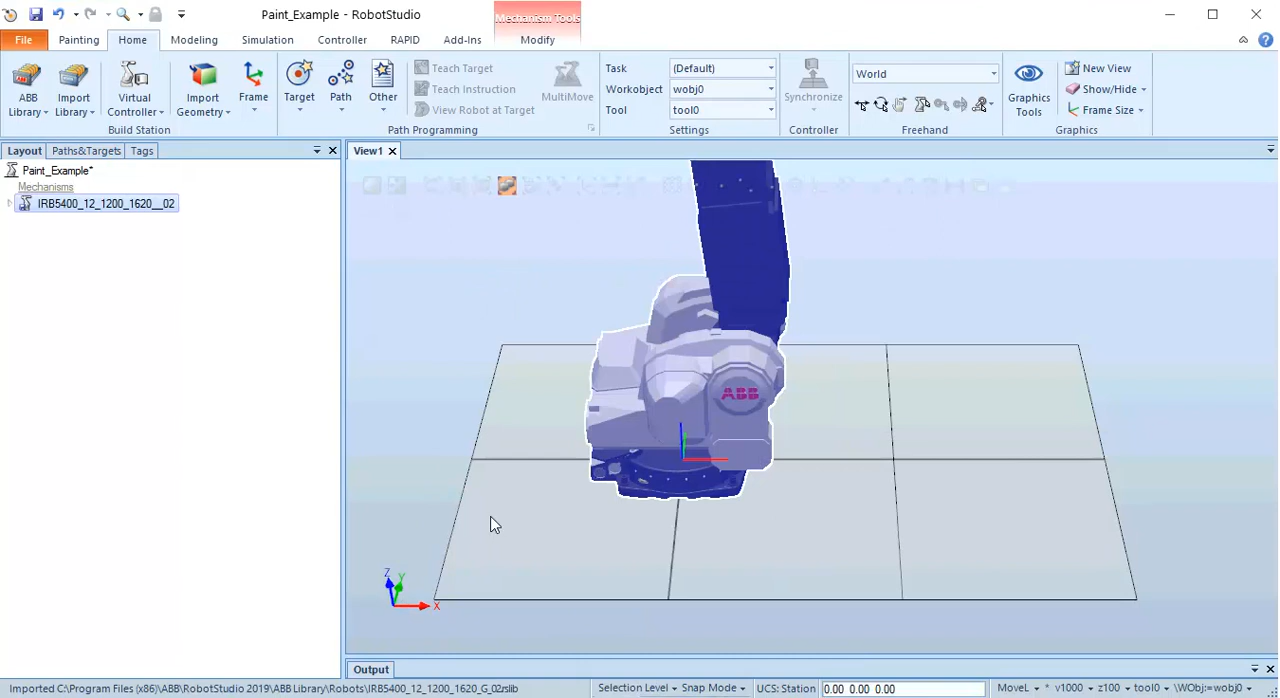 Paint_Example - RobotStudio
Mechanism Tools
File Painting Home Modeling Simulation Controller RAPID Add-Ins Modify
ABB Library
Import Library
Virtual Controller
Import Geometry
Frame
Build Station
Target
Path
Other
Teach Target
Teach Instruction
View Robot at Target
MultiMove
Path Programming
Task (Default)
Workobject wobj0
Tool tool0
Settings
Synchronize
Controller
World
Freehand
Graphics Tools
New View
Show/Hide
Frame Size
Graphics
Layout Paths&Targets Tags
View1
Paint_Example*
Mechanisms
IRB5400_12_1200_1620__02
ABB
Z
Y
X
Output
Imported C:\Program Files (x86)\ABB\RobotStudio 2019\ABB Library\Robots\IRB5400_12_1200_1620_G_02.rslib
Selection Level Snap Mode UCS: Station 0.00 0.00 0.00 MoveL * v1000 z100 tool0 \WObj:=wobj0